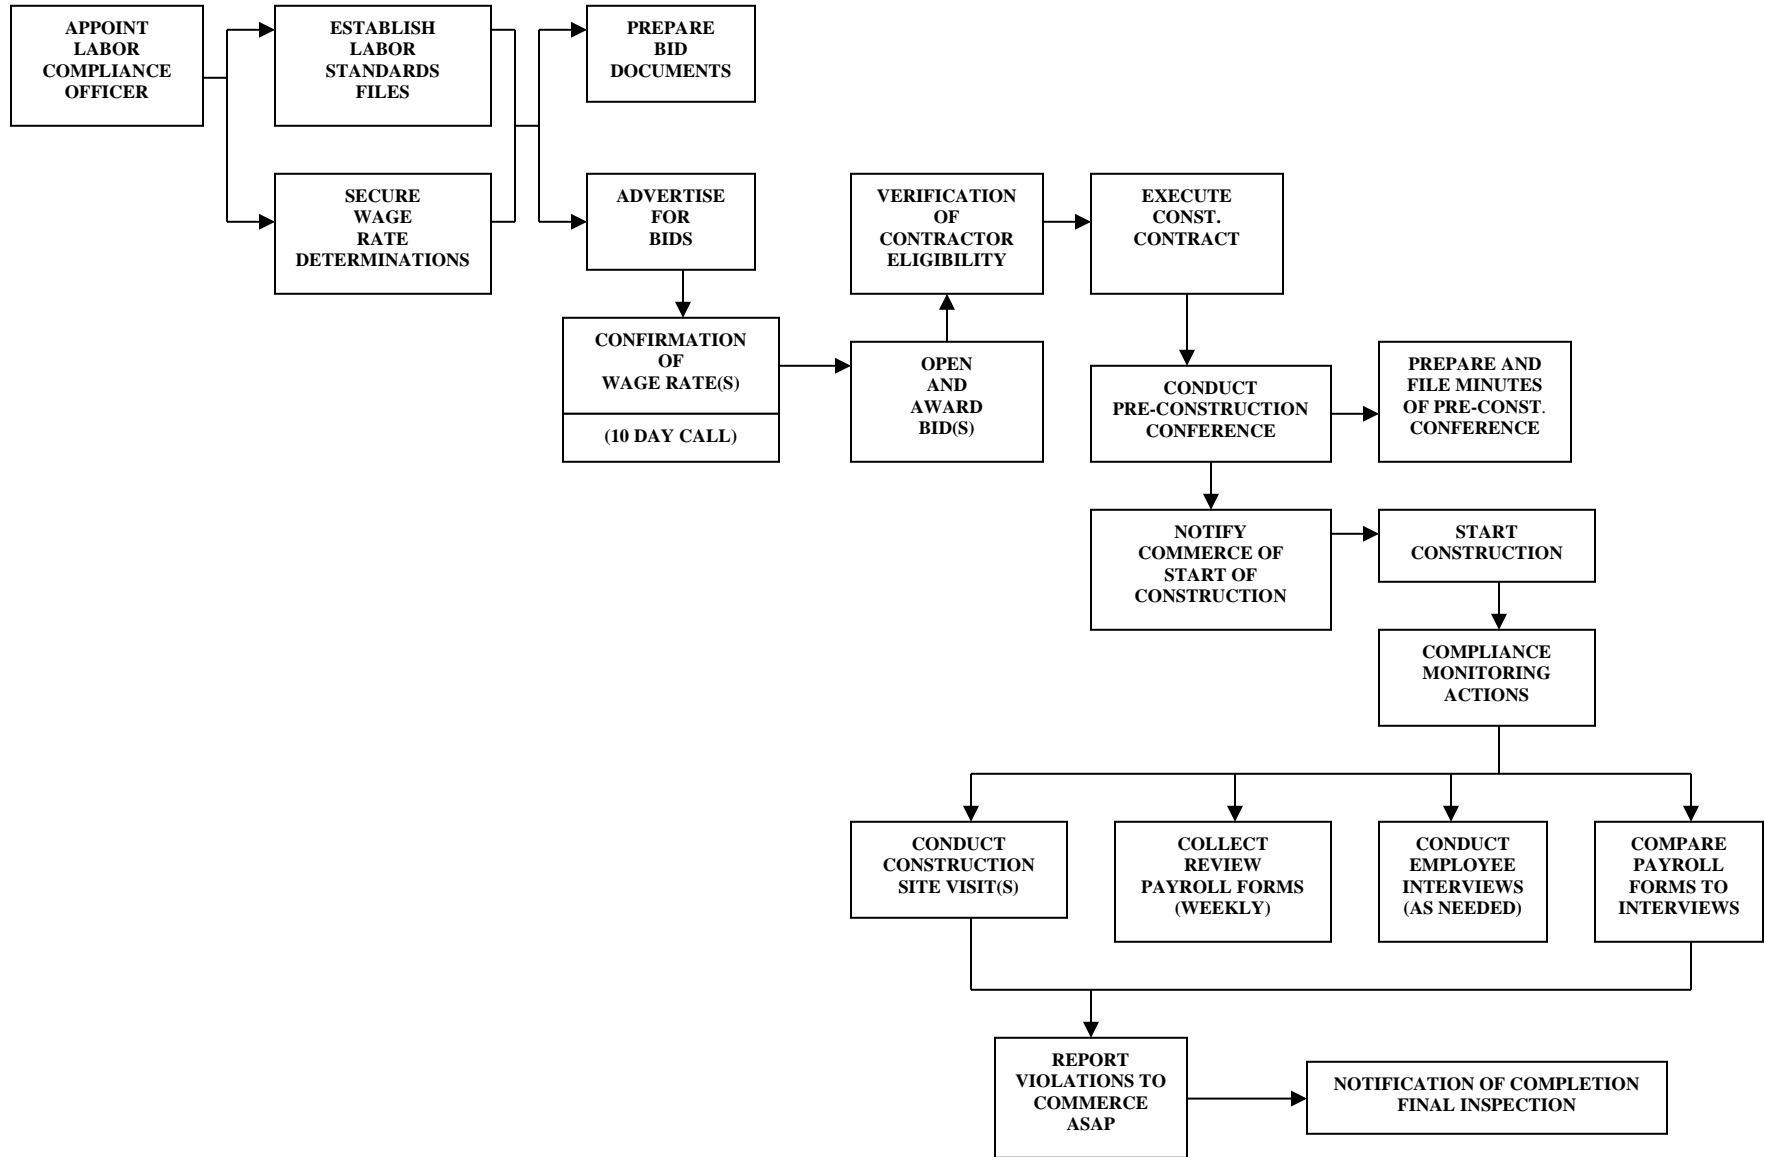 APPOINT
LABOR
COMPLIANCE
OFFICER
ESTABLISH
LABOR
STANDARDS
FILES
PREPARE
BID
DOCUMENTS
SECURE
WAGE
RATE
DETERMINATIONS
ADVERTISE
FOR
BIDS
VERIFICATION
OF
CONTRACTOR
ELIGIBILITY
EXECUTE
CONST.
CONTRACT
CONFIRMATION
OF
WAGE RATE(S)
(10 DAY CALL)
OPEN
AND
AWARD
BID(S)
CONDUCT
PRE-CONSTRUCTION
CONFERENCE
PREPARE AND
FILE MINUTES
OF PRE-CONST.
CONFERENCE
NOTIFY
COMMERCE OF
START OF
CONSTRUCTION
START
CONSTRUCTION
COMPLIANCE
MONITORING
ACTIONS
CONDUCT
CONSTRUCTION
SITE VISIT(S)
COLLECT
REVIEW
PAYROLL FORMS
(WEEKLY)
CONDUCT
EMPLOYEE
INTERVIEWS
(AS NEEDED)
COMPARE
PAYROLL
FORMS TO
INTERVIEWS
REPORT
VIOLATIONS TO
COMMERCE
ASAP
NOTIFICATION OF COMPLETION
FINAL INSPECTION